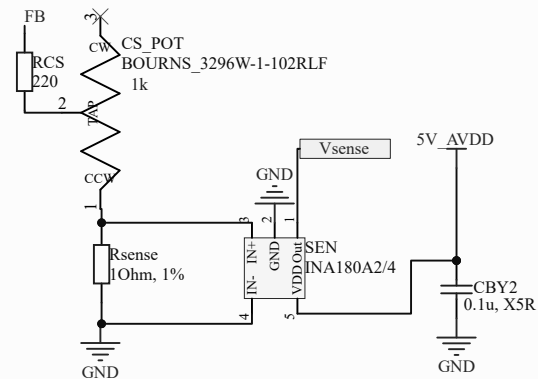 FB
3
CW
CS_POT
BOURNS_3296W-1-102RLF
1k
RCS
220
2
TAP
CCW
1
Vsense
5V_AVDD
GND
3
2
1
SEN
INA180A2/4
IN+
GND
Out
IN-
VDD
4
5
Rsense
1Ohm, 1%
CBY2
0.1u, X5R
GND
GND